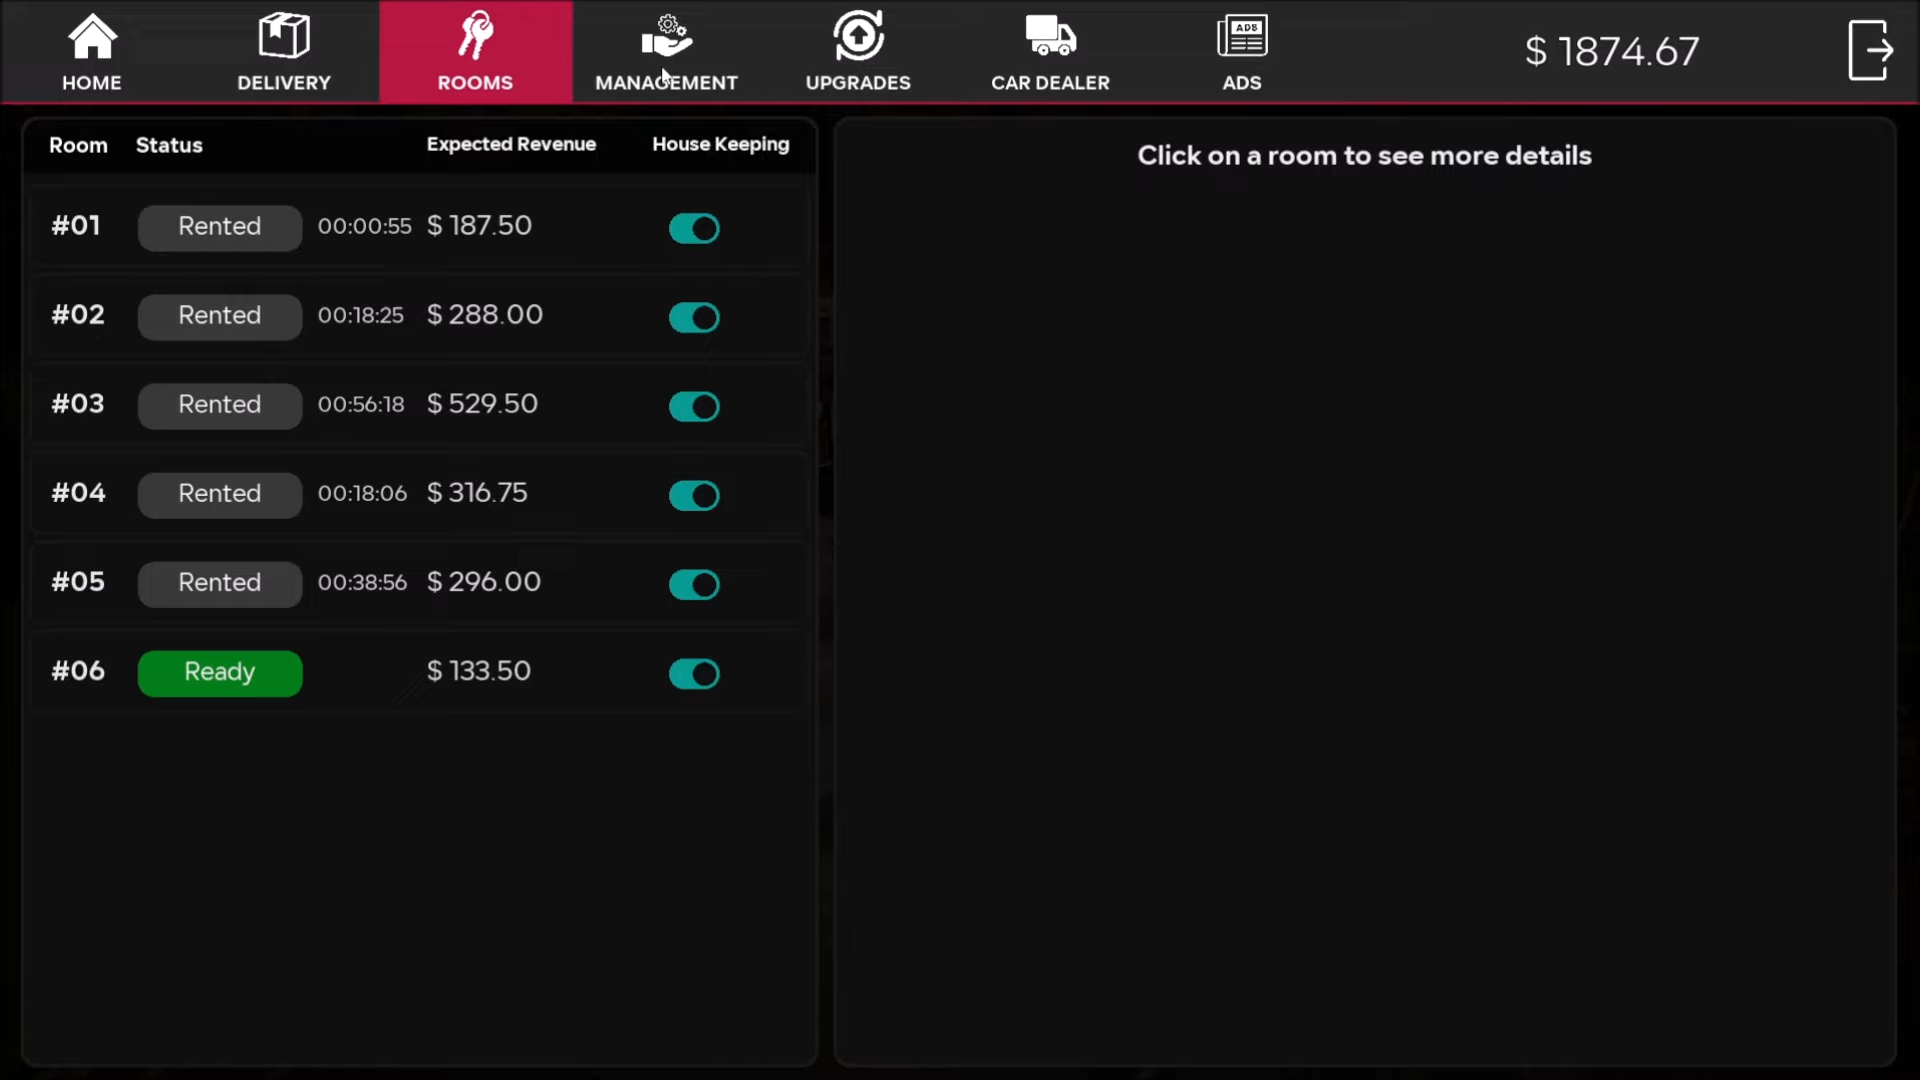 HOME DELIVERY ROOMS MANAGEMENT UPGRADES CAR DEALER ADS ADS $ 1874.67
Room Status Expected Revenue House Keeping
#01 Rented 00:00:55 $ 187.50
#02 Rented 00:18:25 $ 288.00
#03 Rented 00:56:18 $ 529.50
#04 Rented 00:18:06 $ 316.75
#05 Rented 00:38:56 $ 296.00
#06 Ready $ 133.50
Click on a room to see more details